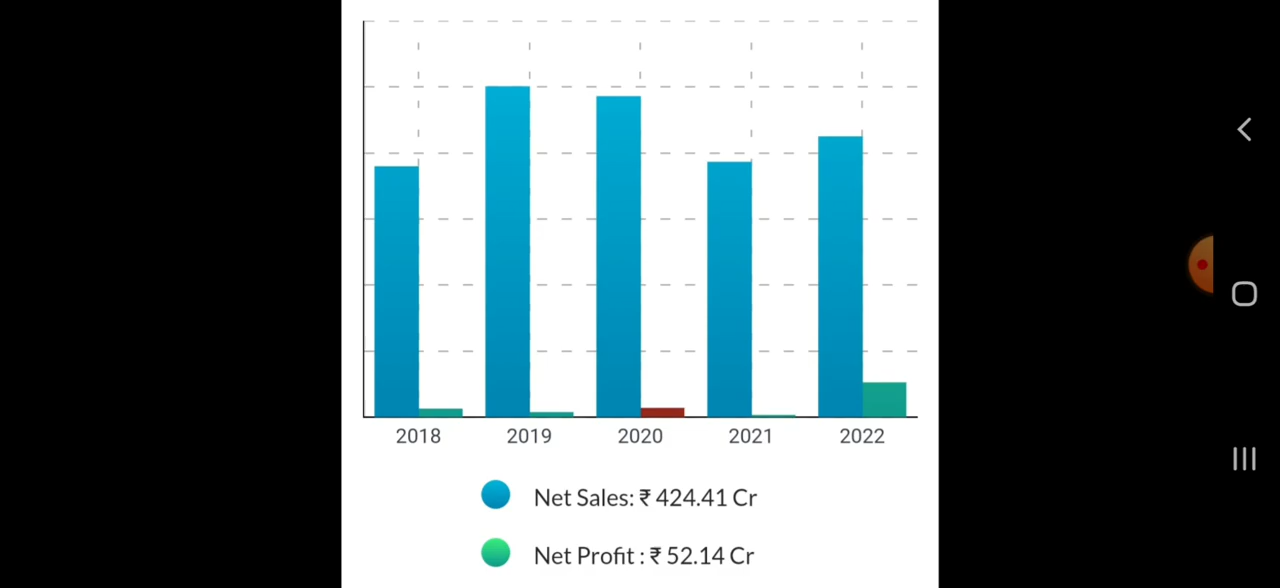 2018 2019 2020 2021 2022
Net Sales: ₹ 424.41 Cr
Net Profit : ₹ 52.14 Cr